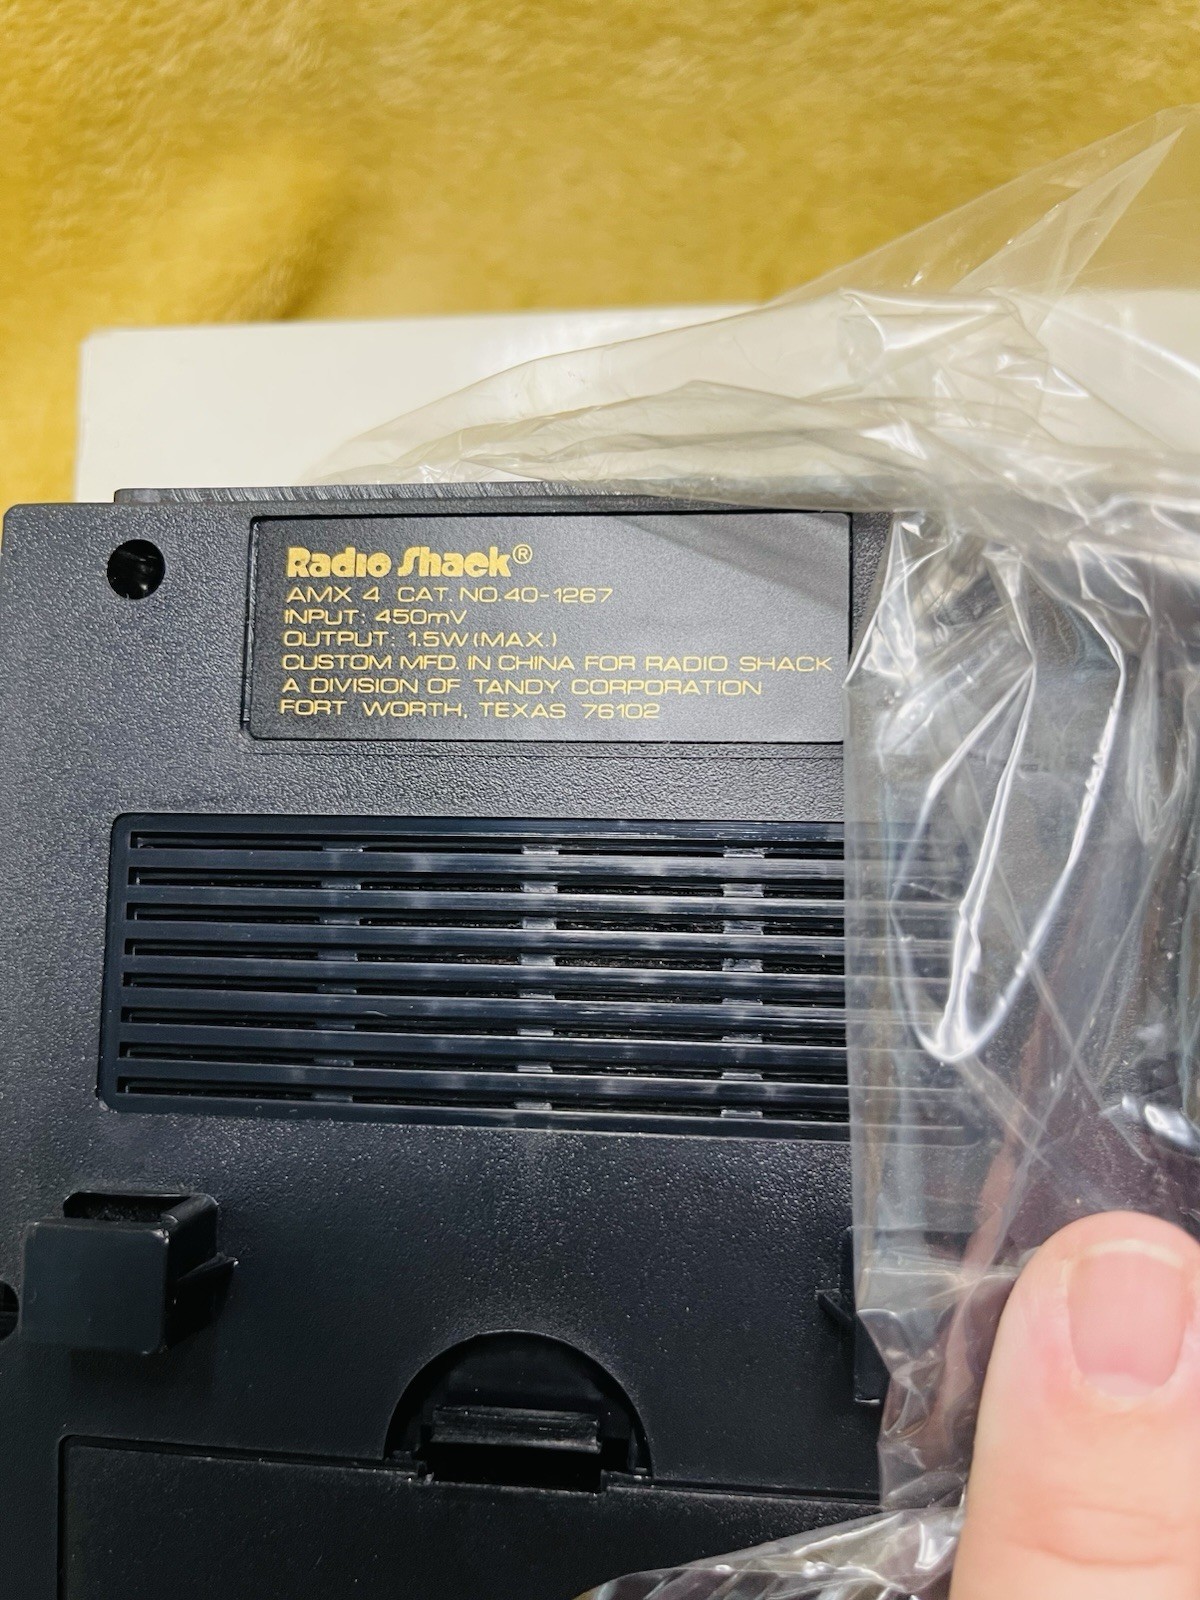 Radio Shack®
AMX 4 CAT. NO. 40-1267
INPUT: 450mV
OUTPUT: 1.5W (MAX.)
CUSTOM MFD. IN CHINA FOR RADIO SHACK
A DIVISION OF TANDY CORPORATION
FORT WORTH, TEXAS 76102